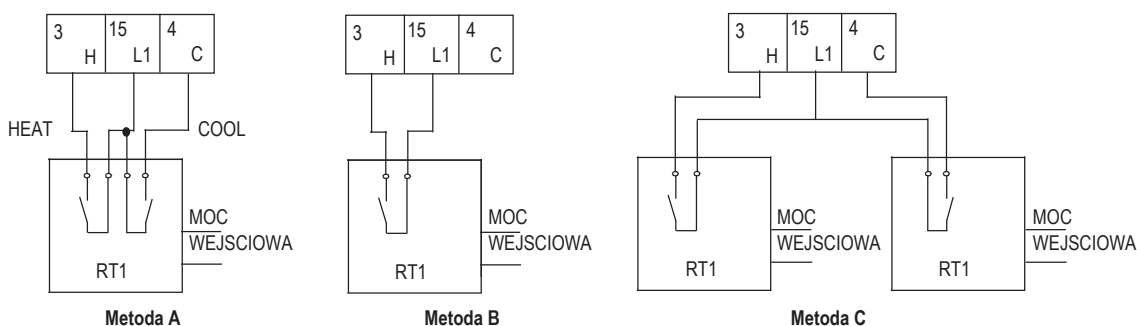 3 15 4
H L1 C
HEAT COOL
MOC
WEJSCIOWA
RT1
Metoda A
3 15 4
H L1 C
MOC
WEJSCIOWA
RT1
Metoda B
3 15 4
H L1 C
MOC
WEJSCIOWA
RT1
MOC
WEJSCIOWA
RT1
Metoda C